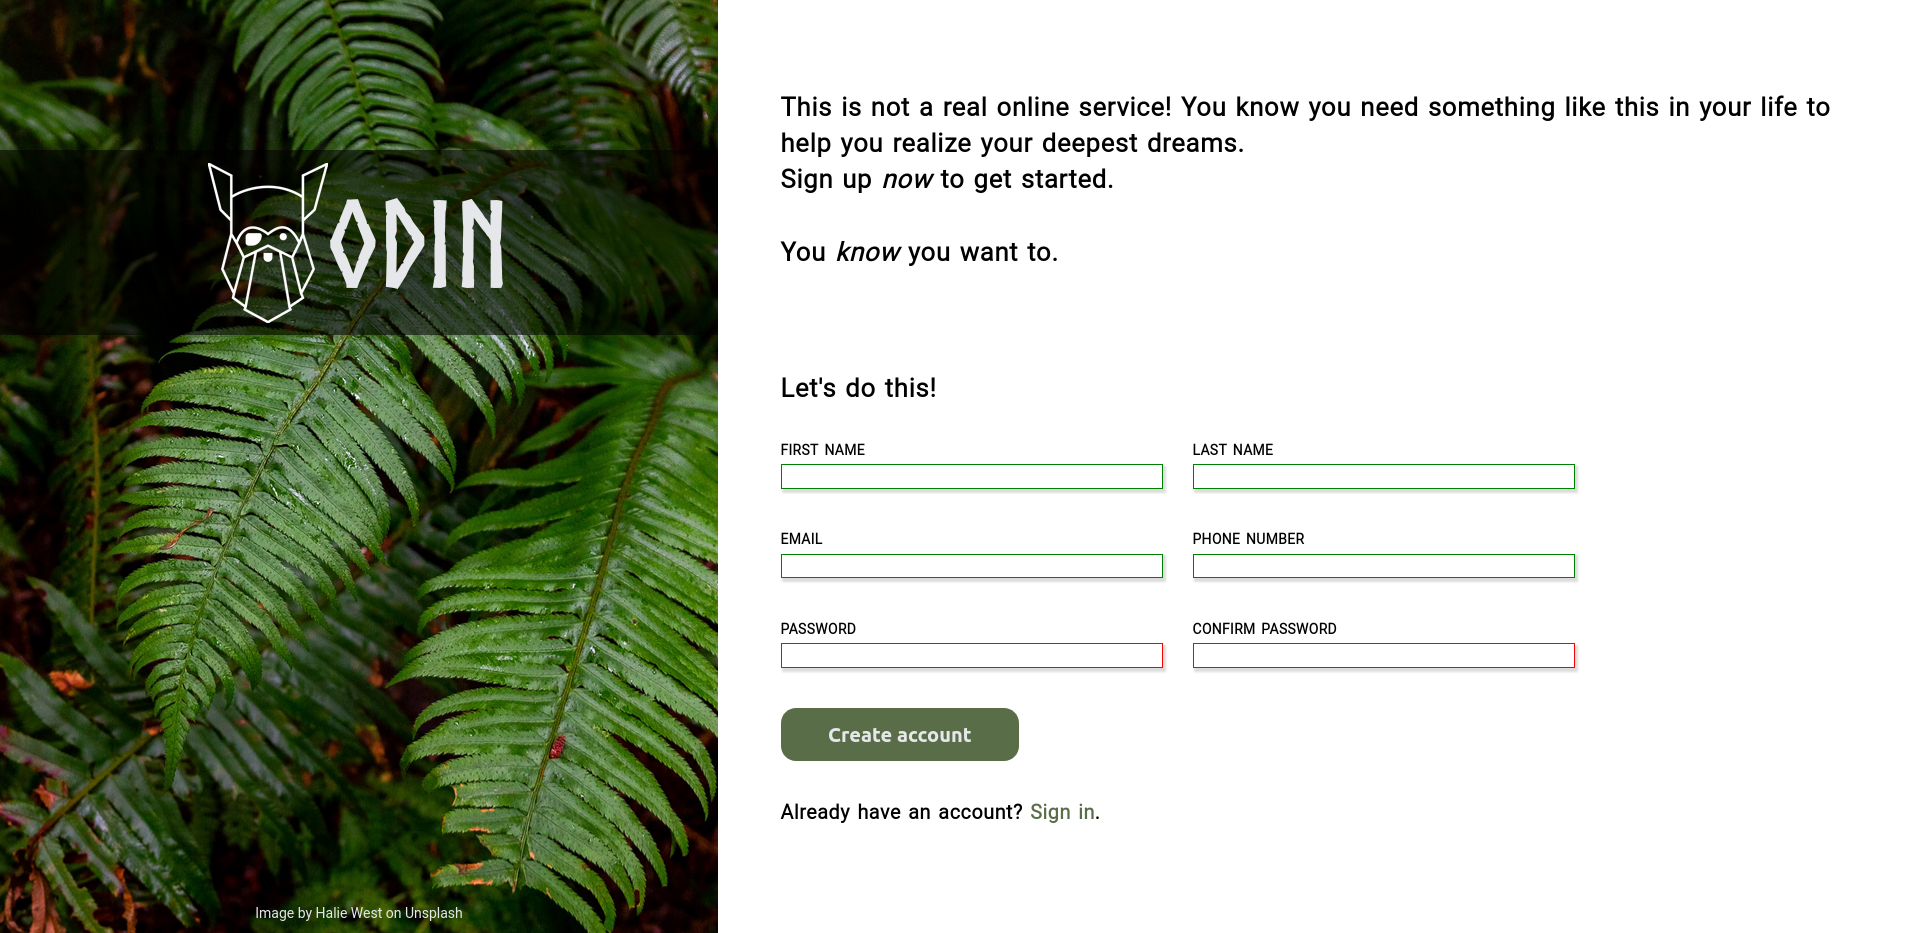 ODIN
This is not a real online service! You know you need something like this in your life to
help you realize your deepest dreams.
Sign up now to get started.
You know you want to.
Let's do this!
FIRST NAME
LAST NAME
EMAIL
PHONE NUMBER
PASSWORD
CONFIRM PASSWORD
Create account
Already have an account? Sign in.
Image by Halie West on Unsplash